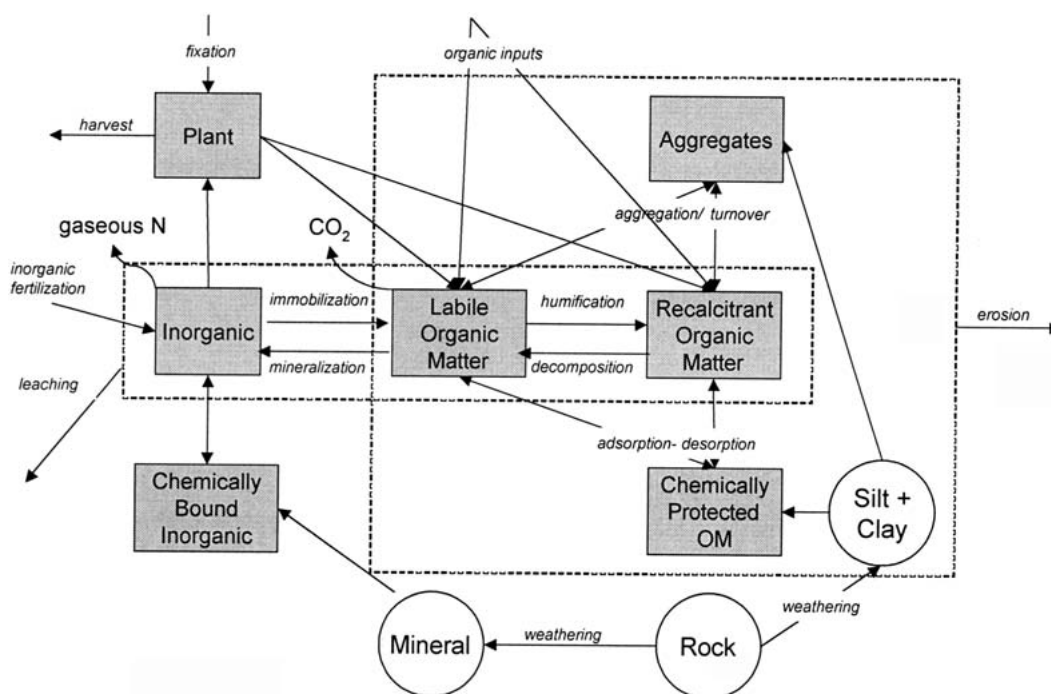 fixation
organic inputs
harvest
Plant
Aggregates
aggregation/ turnover
gaseous N
CO2
inorganic
fertilization
Inorganic
immobilization
mineralization
Labile
Organic
Matter
humification
decomposition
Recalcitrant
Organic
Matter
erosion
leaching
adsorption- desorption
Chemically
Bound
Inorganic
Chemically
Protected
OM
Silt +
Clay
Mineral
weathering
Rock
weathering